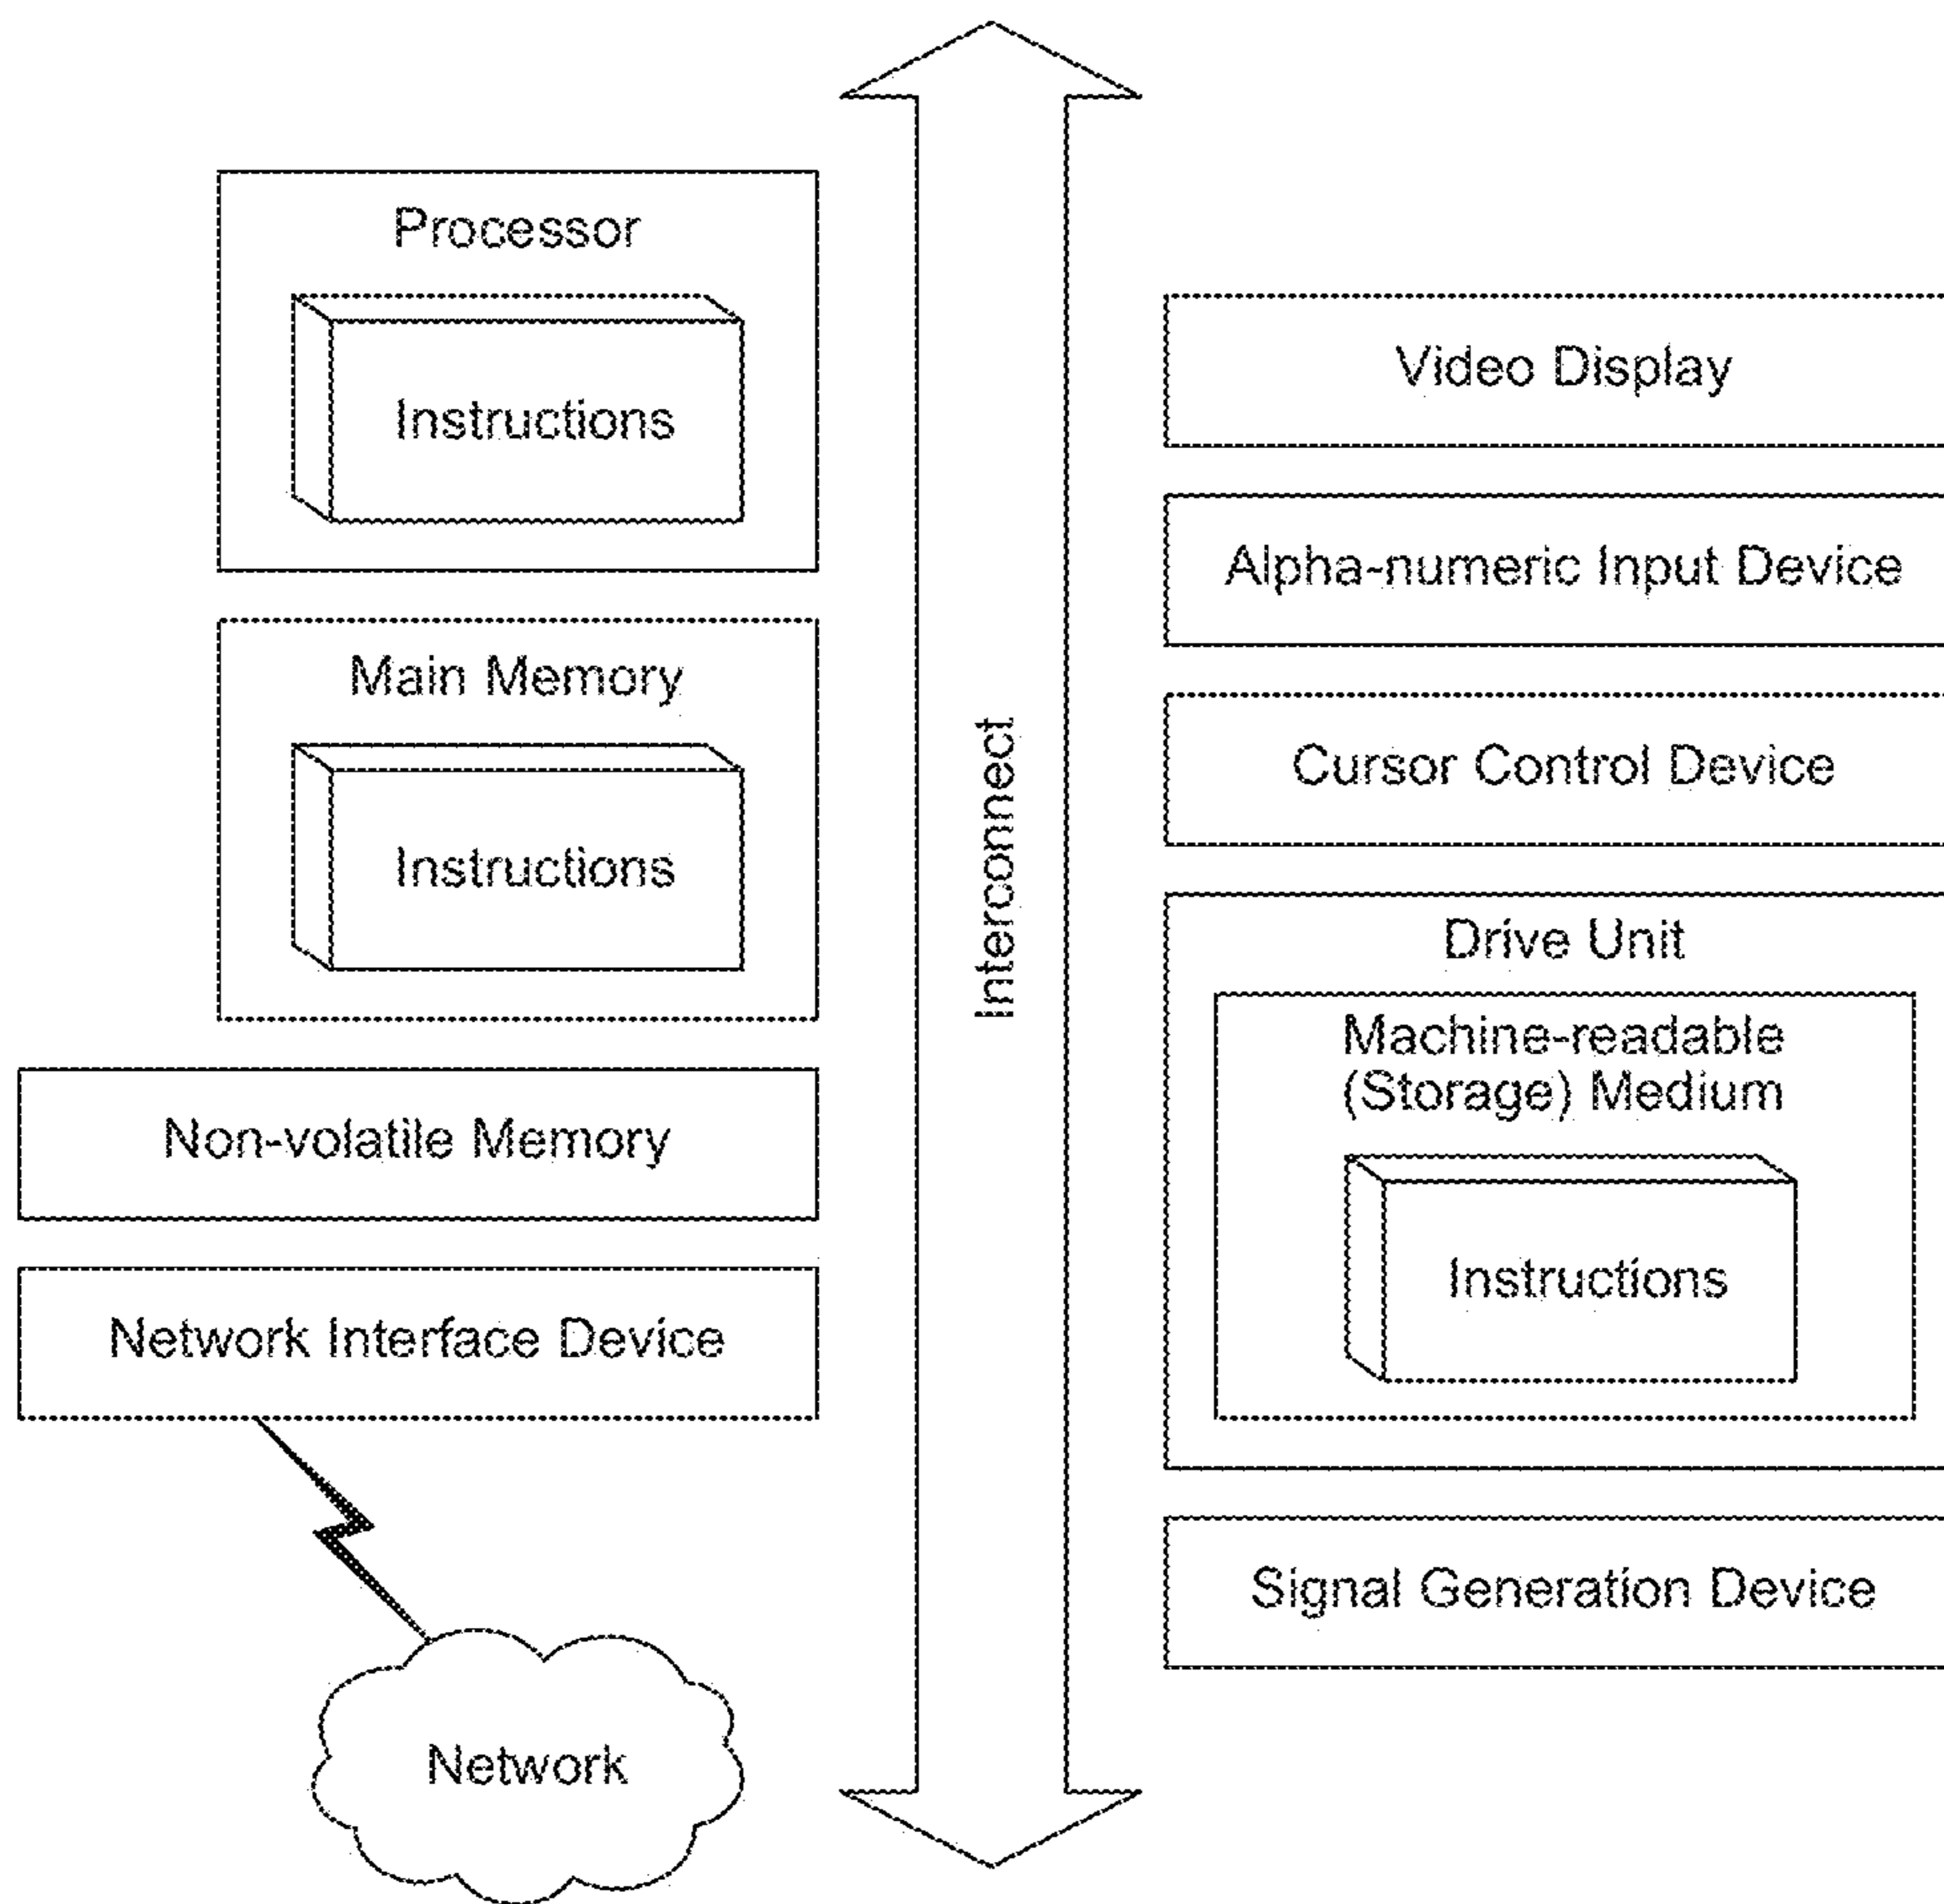 Processor
Instructions
Main Memory
Instructions
Non-volatile Memory
Network Interface Device
Network
Interconnect
Video Display
Alpha-numeric Input Device
Cursor Control Device
Drive Unit
Machine-readable
(Storage) Medium
Instructions
Signal Generation Device